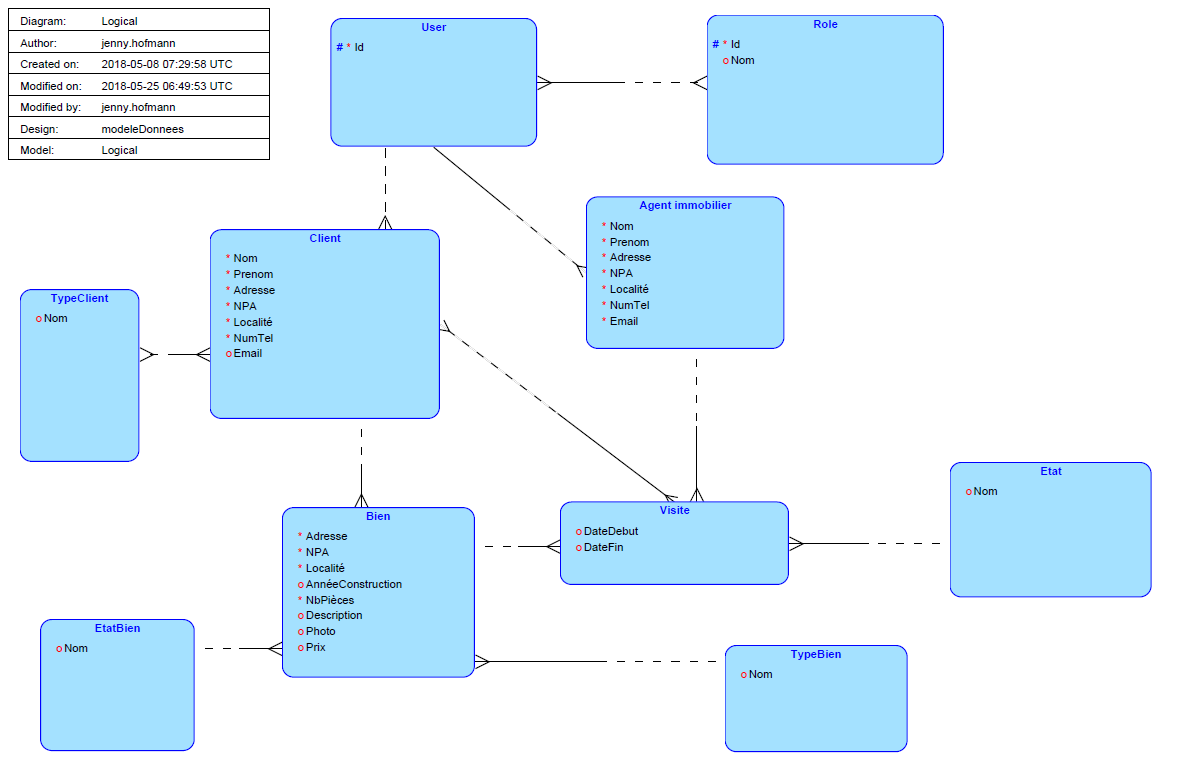 Diagram: Logical
Author: jenny.hofmann
Created on: 2018-05-08 07:29:58 UTC
Modified on: 2018-05-25 06:49:53 UTC
Modified by: jenny.hofmann
Design: modeleDonnees
Model: Logical
User
# * Id
Role
# * Id
o Nom
Agent immobilier
* Nom
* Prenom
* Adresse
* NPA
* Localité
* NumTel
* Email
Client
* Nom
* Prenom
* Adresse
* NPA
* Localité
* NumTel
o Email
TypeClient
o Nom
Etat
o Nom
Visite
o DateDebut
o DateFin
Bien
* Adresse
* NPA
* Localité
o AnnéeConstruction
* NbPièces
o Description
o Photo
o Prix
EtatBien
o Nom
TypeBien
o Nom